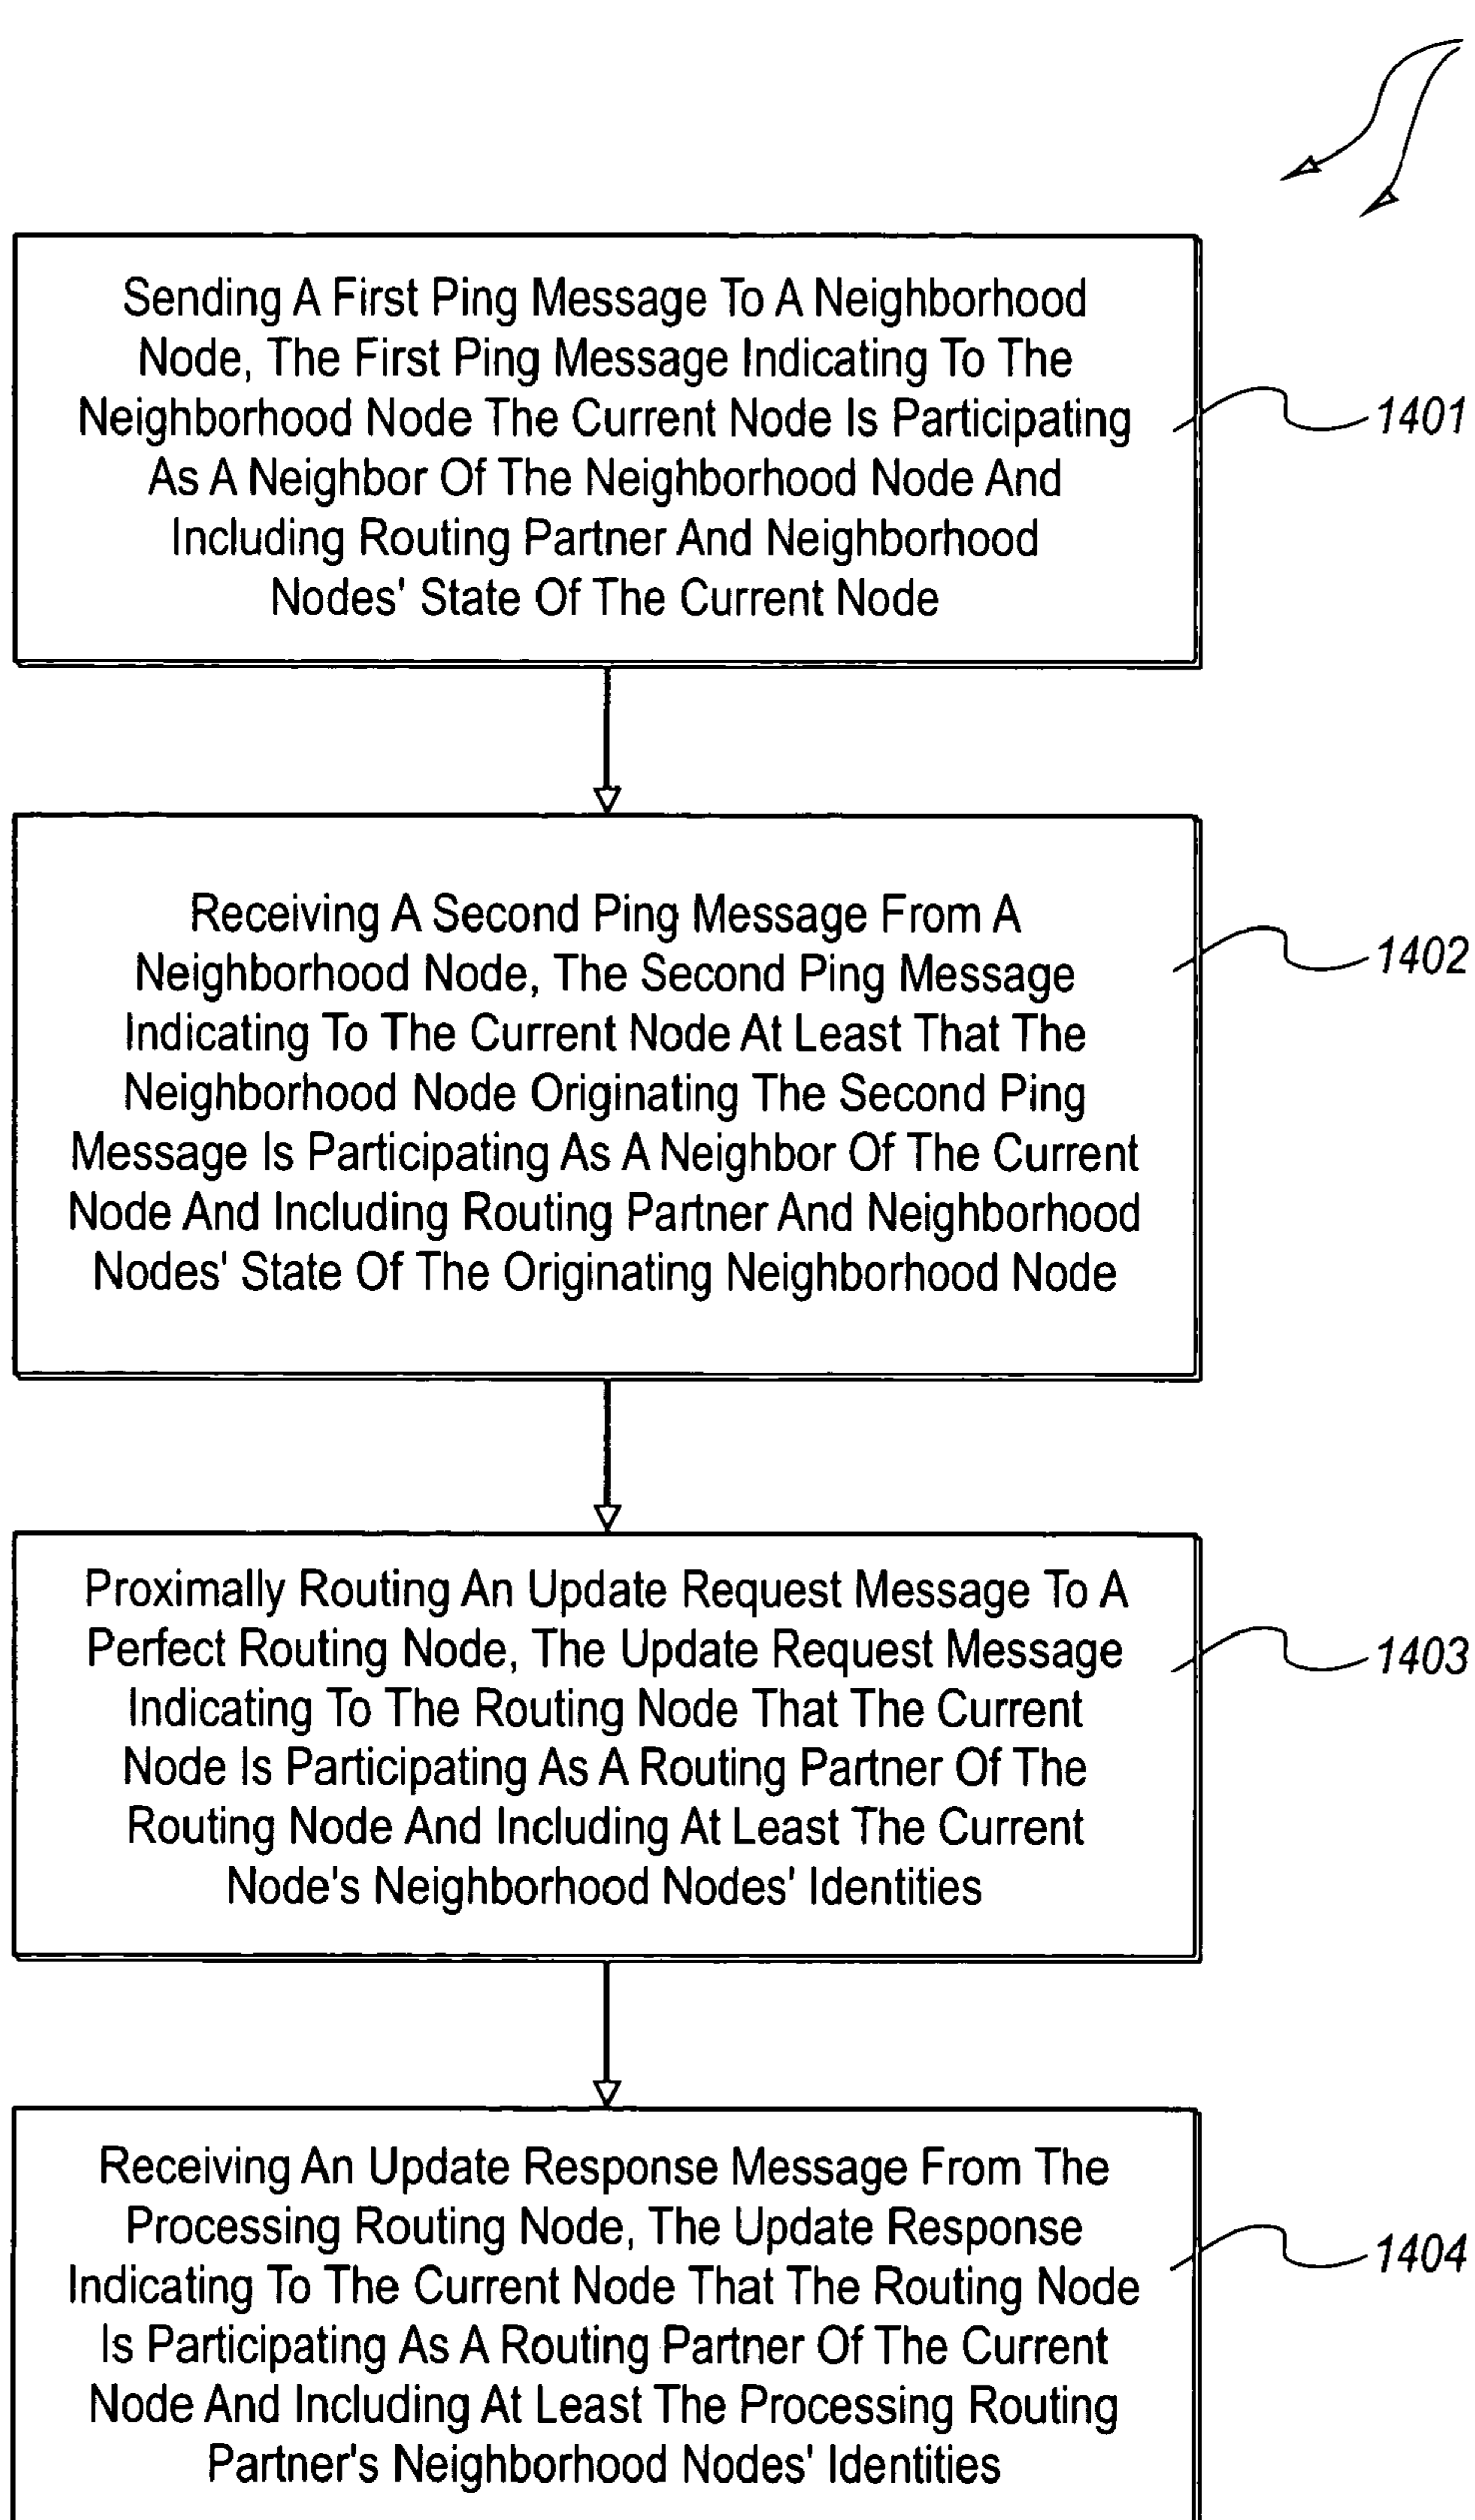 Sending A First Ping Message To A Neighborhood
Node, The First Ping Message Indicating To The
Neighborhood Node The Current Node Is Participating
As A Neighbor Of The Neighborhood Node And
Including Routing Partner And Neighborhood
Nodes' State Of The Current Node
1401
Receiving A Second Ping Message From A
Neighborhood Node, The Second Ping Message
Indicating To The Current Node At Least That The
Neighborhood Node Originating The Second Ping
Message Is Participating As A Neighbor Of The Current
Node And Including Routing Partner And Neighborhood
Nodes' State Of The Originating Neighborhood Node
1402
Proximally Routing An Update Request Message To A
Perfect Routing Node, The Update Request Message
Indicating To The Routing Node That The Current
Node Is Participating As A Routing Partner Of The
Routing Node And Including At Least The Current
Node's Neighborhood Nodes' Identities
1403
Receiving An Update Response Message From The
Processing Routing Node, The Update Response
Indicating To The Current Node That The Routing Node
Is Participating As A Routing Partner Of The Current
Node And Including At Least The Processing Routing
Partner's Neighborhood Nodes' Identities
1404